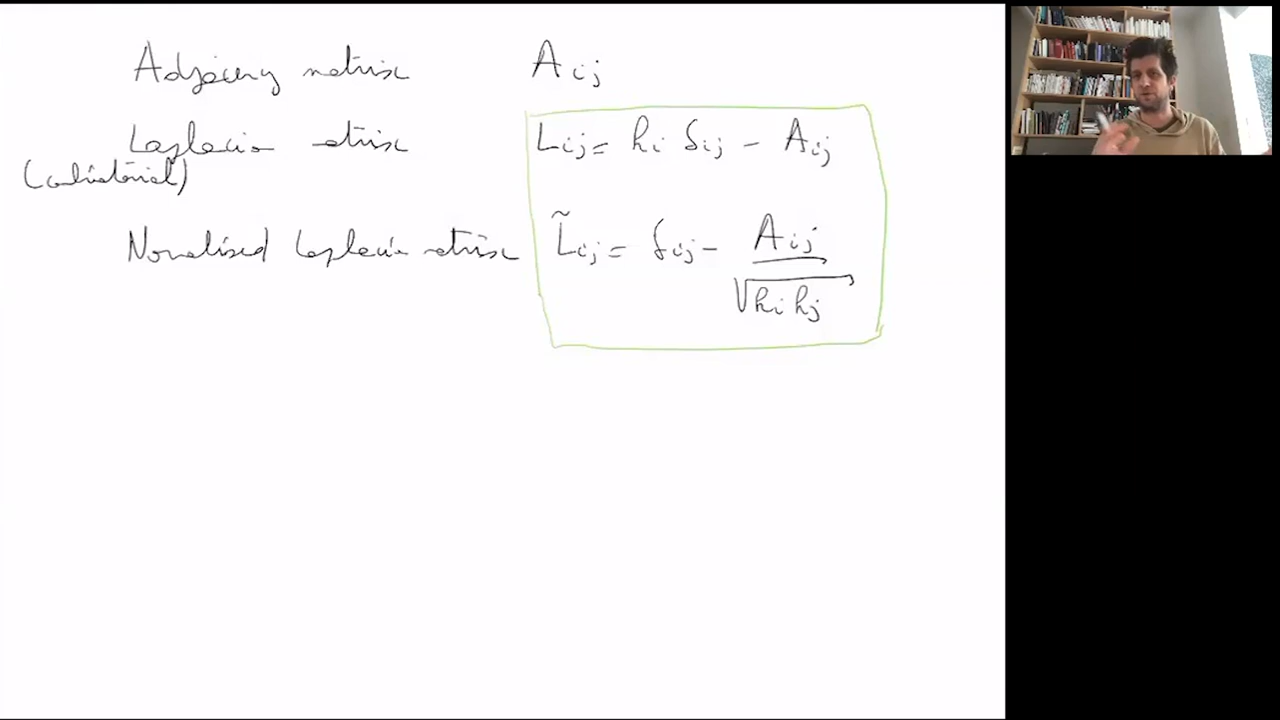 Adjacency matrix A_ij
Laplacian matrix L_ij = k_i δ_ij - A_ij
(combinatorial)
Normalised Laplacian matrix L̃_ij = δ_ij - A_ij / √(k_i k_j)